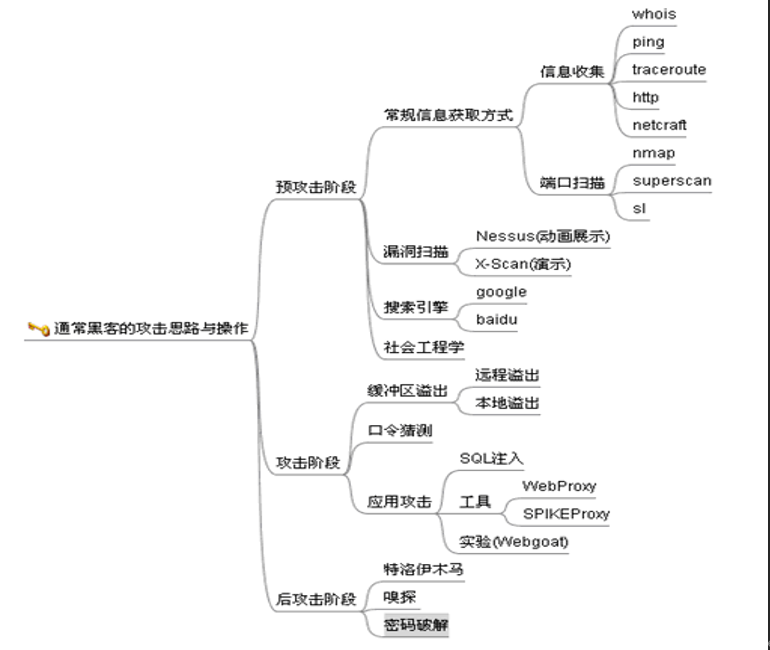 通常黑客的攻击思路与操作
预攻击阶段
常规信息获取方式
信息收集
whois
ping
traceroute
http
netcraft
端口扫描
nmap
superscan
sl
漏洞扫描
Nessus(动画展示)
X-Scan(演示)
搜索引擎
google
baidu
社会工程学
攻击阶段
缓冲区溢出
远程溢出
本地溢出
口令猜测
应用攻击
SQL注入
工具
WebProxy
SPIKEProxy
实验(Webgoat)
后攻击阶段
特洛伊木马
嗅探
密码破解